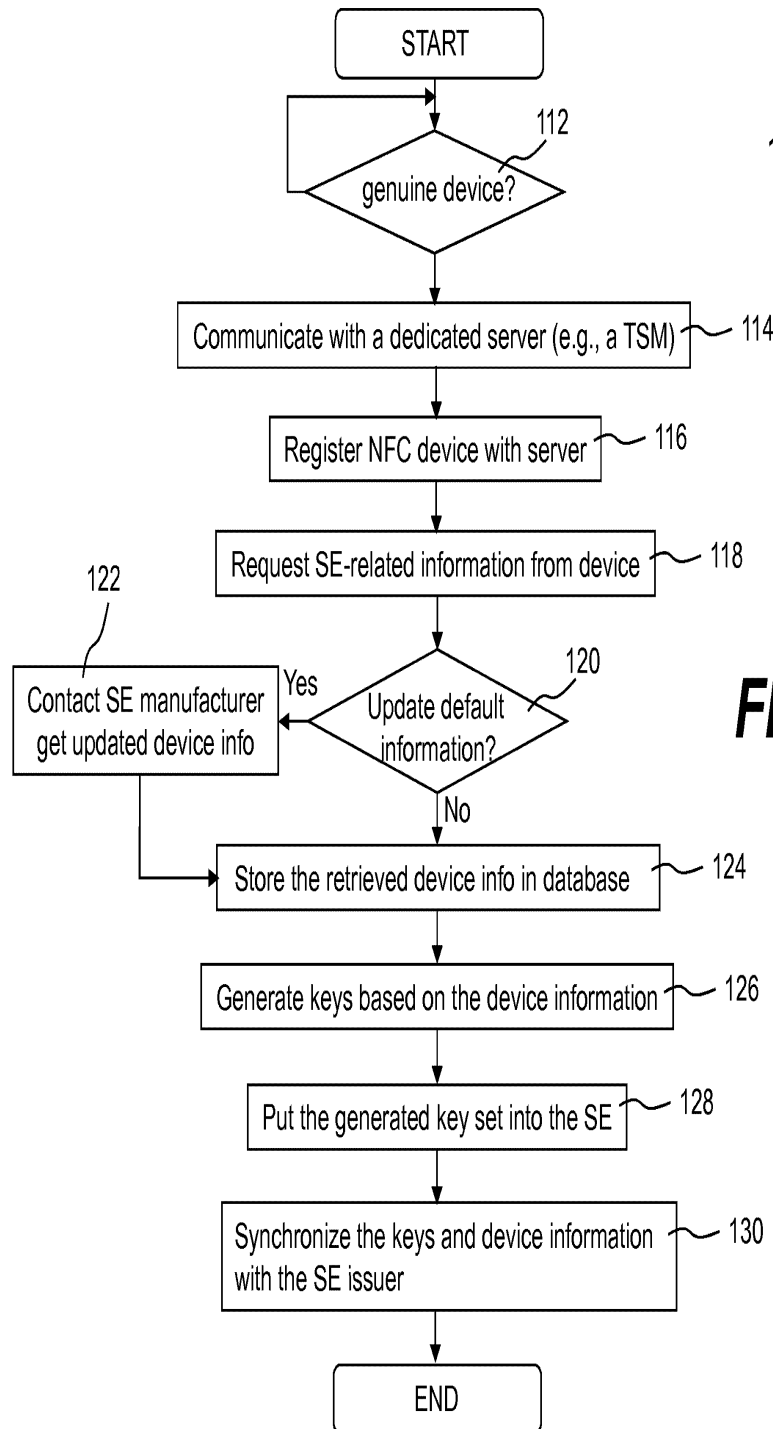 START
112
genuine device?
Communicate with a dedicated server (e.g., a TSM)
114
Register NFC device with server
116
Request SE-related information from device
118
122
120
Contact SE manufacturer
get updated device info
Yes
Update default
information?
No
Store the retrieved device info in database
124
Generate keys based on the device information
126
Put the generated key set into the SE
128
Synchronize the keys and device information
with the SE issuer
130
END